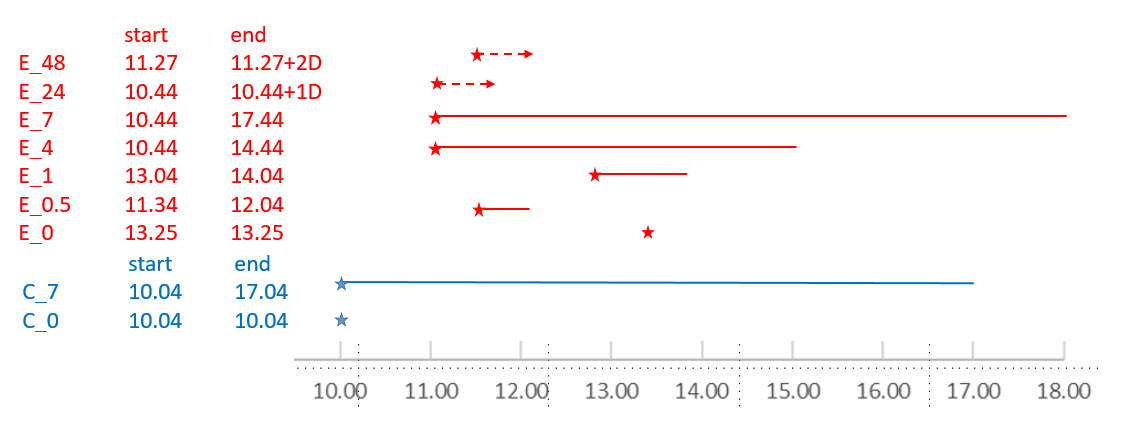 start end
E_48 11.27 11.27+2D
E_24 10.44 10.44+1D
E_7 10.44 17.44
E_4 10.44 14.44
E_1 13.04 14.04
E_0.5 11.34 12.04
E_0 13.25 13.25
start end
C_7 10.04 17.04
C_0 10.04 10.04
10.00 11.00 12.00 13.00 14.00 15.00 16.00 17.00 18.00